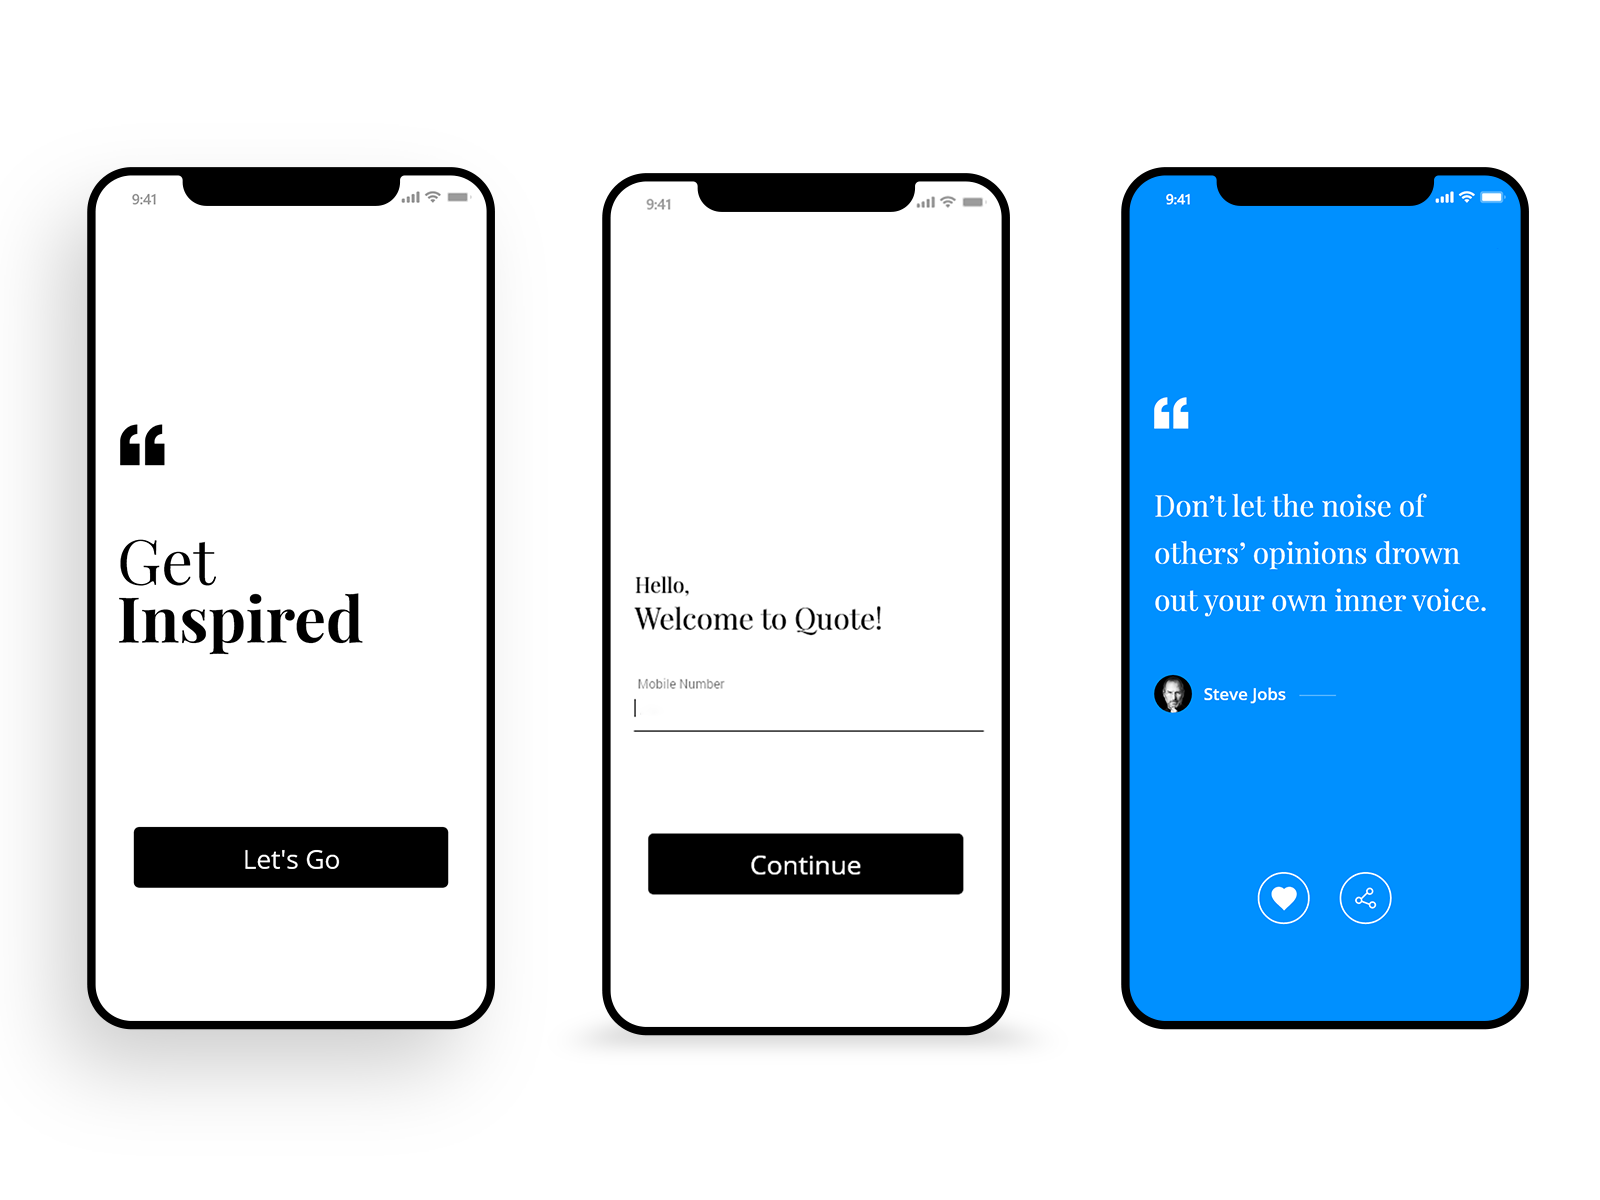 9:41
“
Get
Inspired
Let's Go
9:41
Hello,
Welcome to Quote!
Mobile Number
Continue
9:41
“
Don’t let the noise of
others’ opinions drown
out your own inner voice.
Steve Jobs